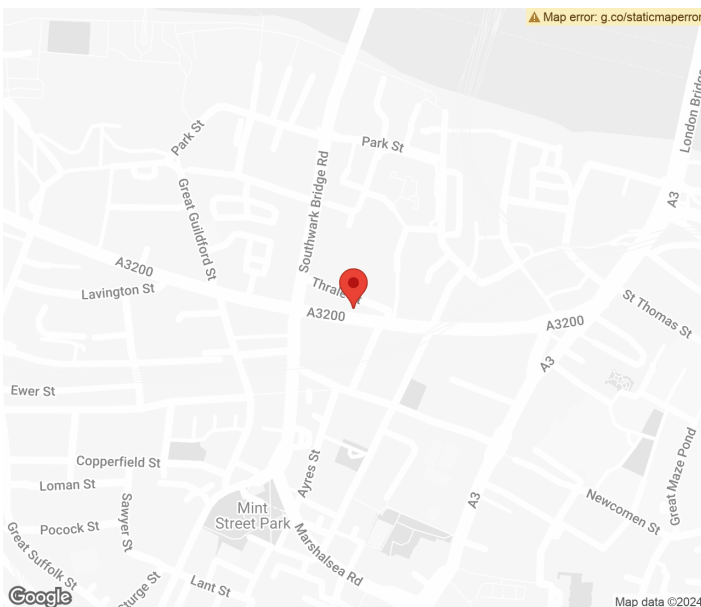 Map error: g.co/staticmaperror
London Bridge
Park St
Park St
Southwark Bridge Rd
Great Guildford St
A3
A3200
Lavington St
Thrale St
A3200
St Thomas St
A3200
A3
Ewer St
Great Maze Pond
Copperfield St
Ayres St
Loman St
A3
Newcomen St
Sawyer St
Mint
Street Park
Pocock St
Great Suffolk St
Marshalsea Rd
Sturge St
Lant St
Google
Map data ©2024